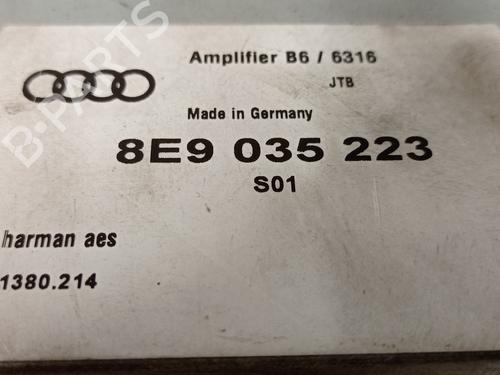 Amplifier B6 / 6316
JTB
Made in Germany
8E9 035 223
S01
harman aes
1380.214
B-PARTS